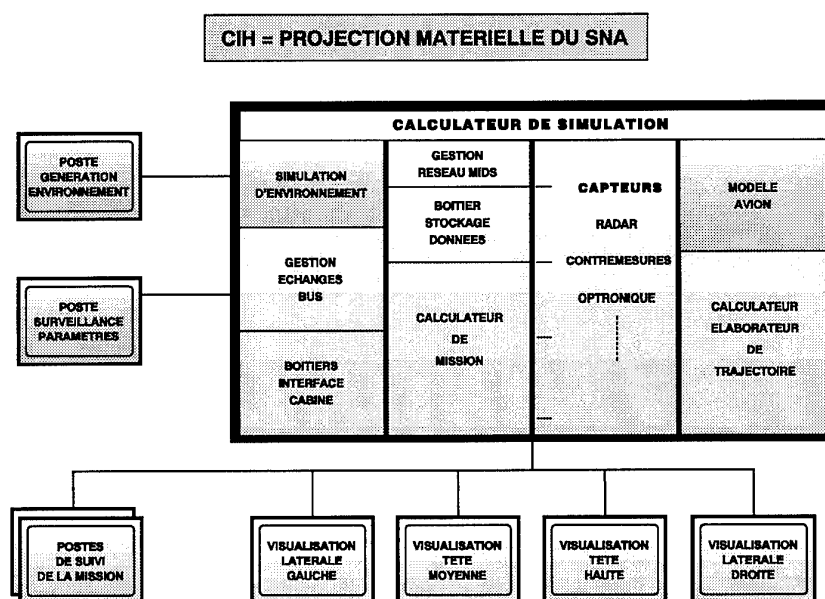 CIH = PROJECTION MATERIELLE DU SNA
CALCULATEUR DE SIMULATION
POSTE
GENERATION
ENVIRONNEMENT
POSTE
SURVEILLANCE
PARAMETRES
SIMULATION
D'ENVIRONNEMENT
GESTION
ECHANGES
BUS
BOITIERS
INTERFACE
CABINE
GESTION
RESEAU MIDS
BOITIER
STOCKAGE
DONNEES
CALCULATEUR
DE
MISSION
CAPTEURS
RADAR
CONTREMESURES
OPTRONIQUE
MODELE
AVION
CALCULATEUR
ELABORATEUR
DE
TRAJECTOIRE
POSTES
DE SUIVI
DE LA MISSION
VISUALISATION
LATERALE
GAUCHE
VISUALISATION
TETE
MOYENNE
VISUALISATION
TETE
HAUTE
VISUALISATION
LATERALE
DROITE